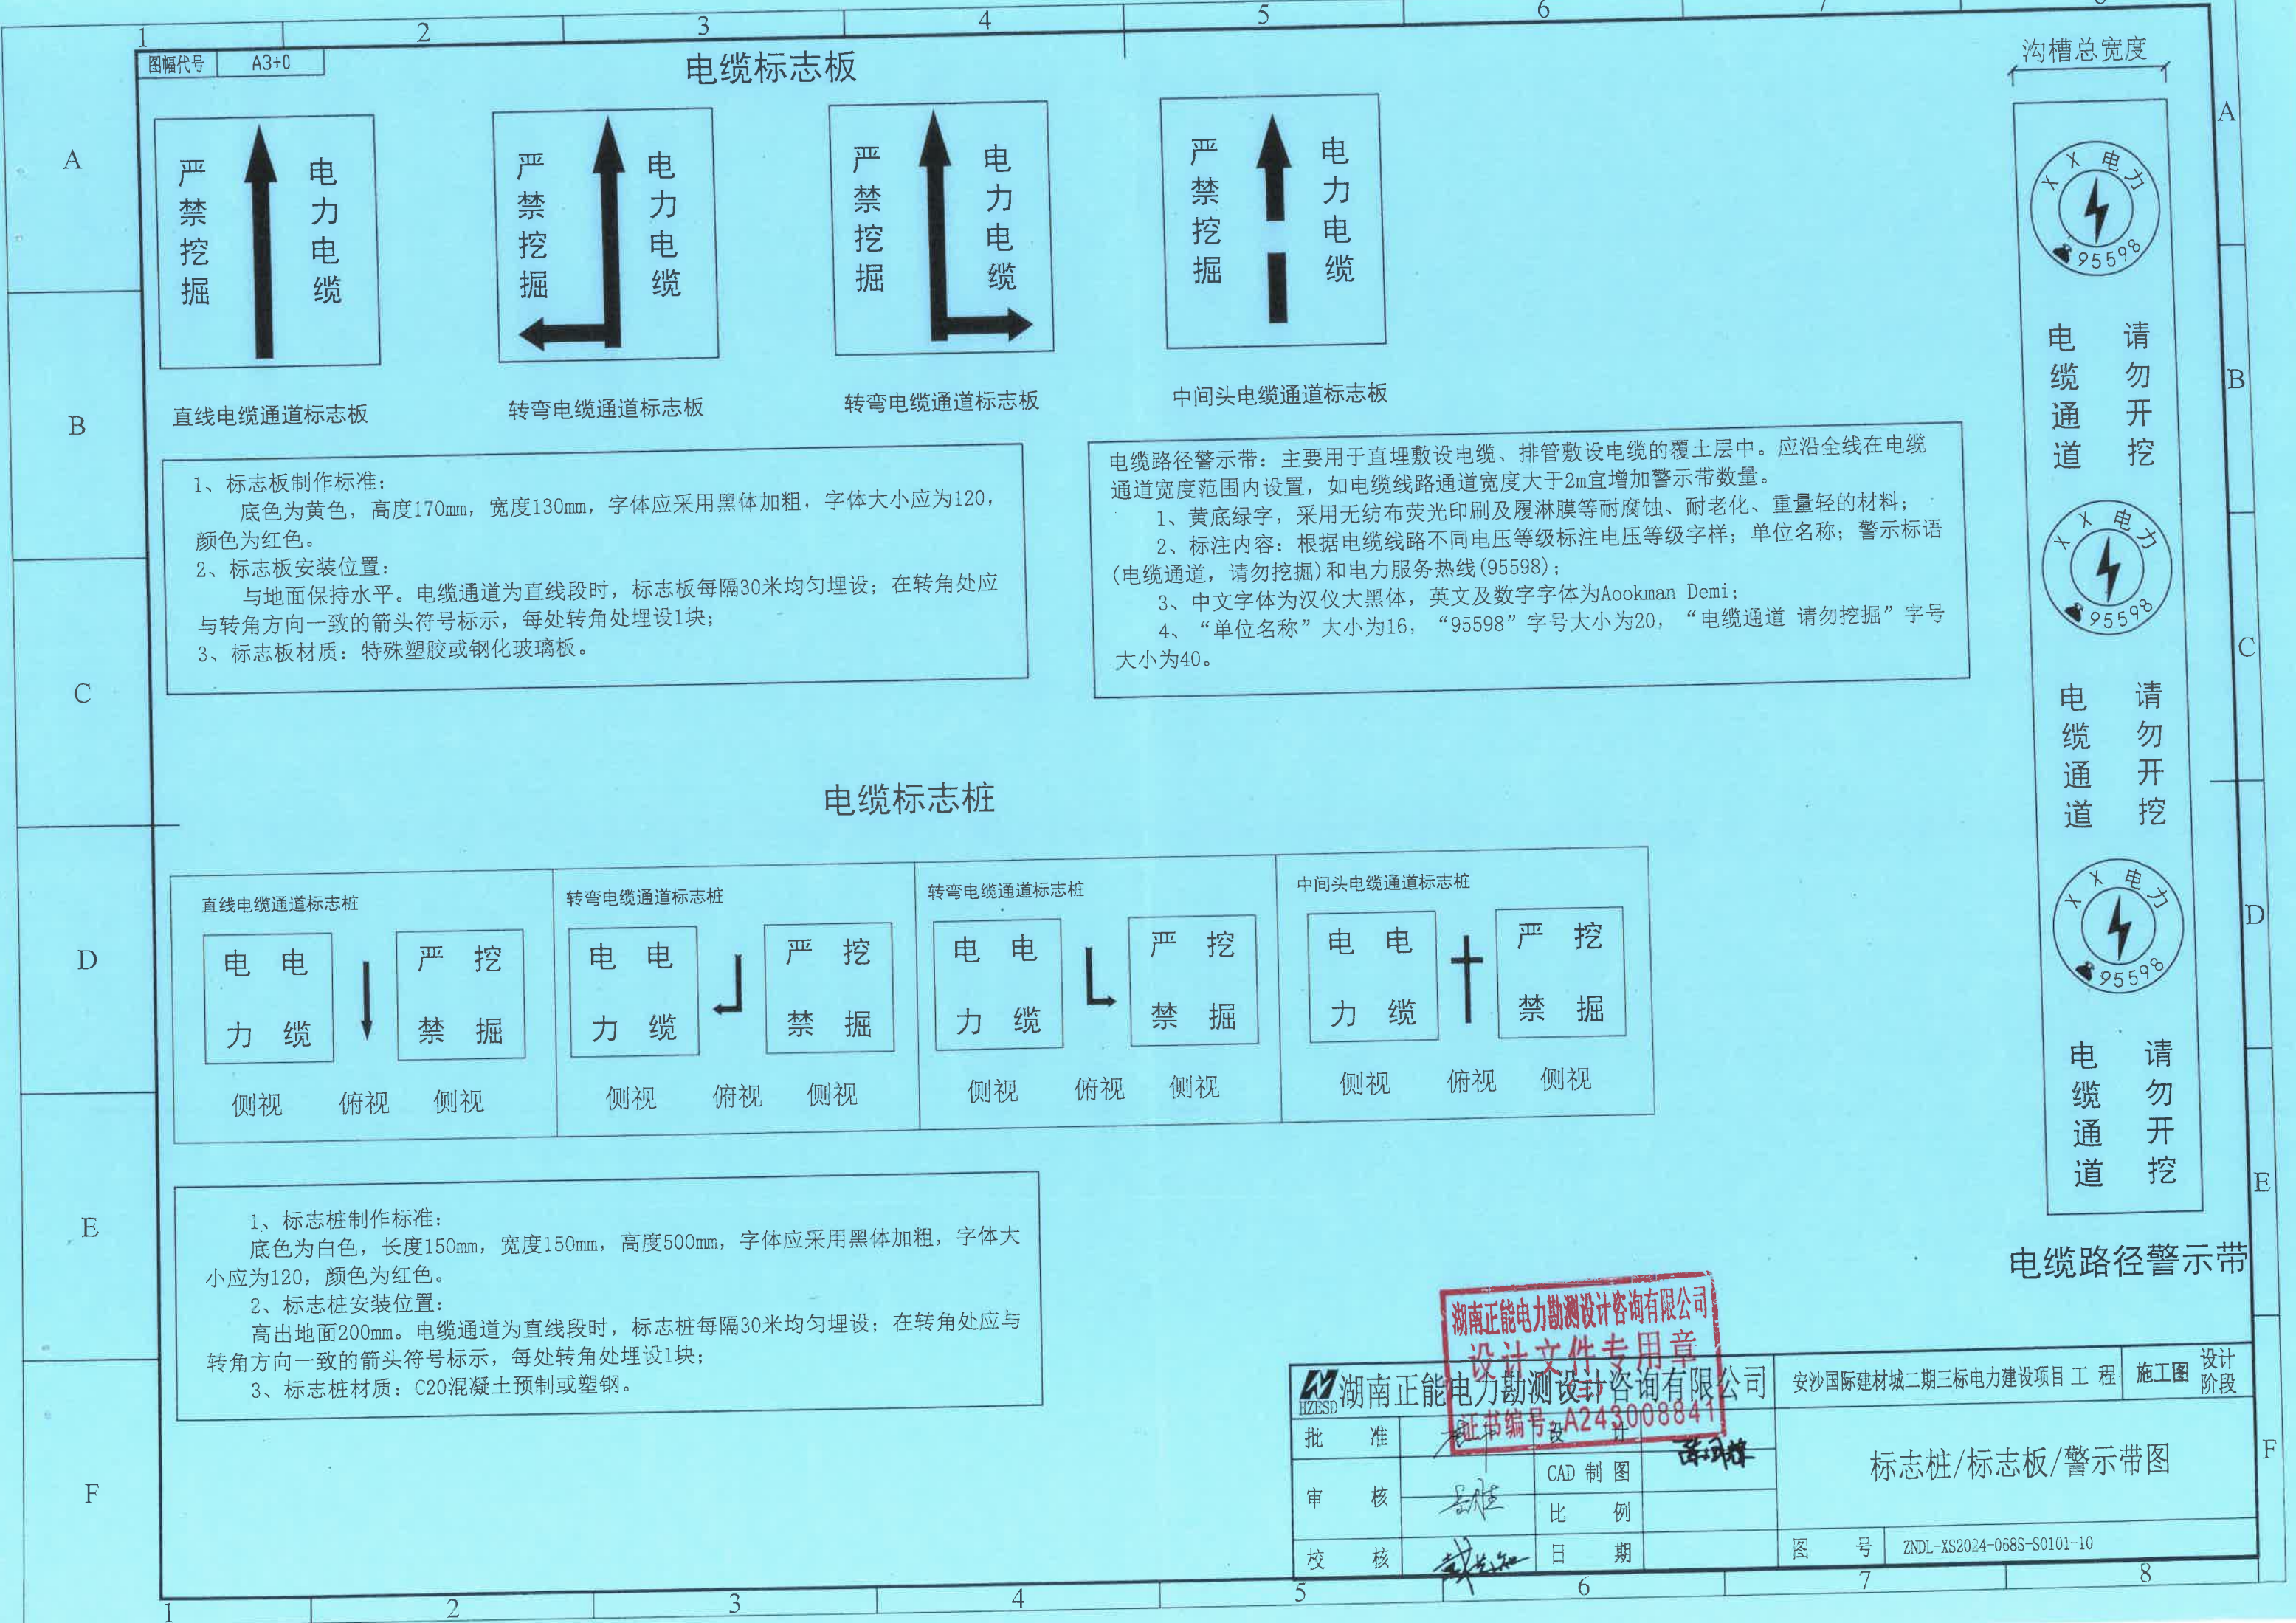 1 2 3 4 5 6 7 8
图幅代号 A3+0
电缆标志板
沟槽总宽度
严禁挖掘 电力电缆
严禁挖掘 电力电缆
严禁挖掘 电力电缆
严禁挖掘 电力电缆
直线电缆通道标志板
转弯电缆通道标志板
转弯电缆通道标志板
中间头电缆通道标志板
1、标志板制作标准：
底色为黄色，高度170mm，宽度130mm，字体应采用黑体加粗，字体大小应为120，
颜色为红色。
2、标志板安装位置：
与地面保持水平。电缆通道为直线段时，标志板每隔30米均匀埋设；在转角处应
与转角方向一致的箭头符号标示，每处转角处埋设1块；
3、标志板材质：特殊塑胶或钢化玻璃板。
电缆路径警示带：主要用于直埋敷设电缆、排管敷设电缆的覆土层中。应沿全线在电缆
通道宽度范围内设置，如电缆线路通道宽度大于2m宜增加警示带数量。
1、黄底绿字，采用无纺布荧光印刷及履淋膜等耐腐蚀、耐老化、重量轻的材料；
2、标注内容：根据电缆线路不同电压等级标注电压等级字样；单位名称；警示标语
(电缆通道，请勿挖掘)和电力服务热线(95598)；
3、中文字体为汉仪大黑体，英文及数字字体为Aookman Demi；
4、“单位名称”大小为16，“95598”字号大小为20，“电缆通道 请勿挖掘”字号
大小为40。
XX电力
95598
电缆通道 请勿开挖
XX电力
95598
电缆通道 请勿开挖
XX电力
95598
电缆通道 请勿开挖
电缆路径警示带
电缆标志桩
直线电缆通道标志桩
电力 电缆 严禁 挖掘
侧视 俯视 侧视
转弯电缆通道标志桩
电力 电缆 严禁 挖掘
侧视 俯视 侧视
转弯电缆通道标志桩
电力 电缆 严禁 挖掘
侧视 俯视 侧视
中间头电缆通道标志桩
电力 电缆 严禁 挖掘
侧视 俯视 侧视
1、标志桩制作标准：
底色为白色，长度150mm，宽度150mm，高度500mm，字体应采用黑体加粗，字体大
小应为120，颜色为红色。
2、标志桩安装位置：
高出地面200mm。电缆通道为直线段时，标志桩每隔30米均匀埋设；在转角处应与
转角方向一致的箭头符号标示，每处转角处埋设1块；
3、标志桩材质：C20混凝土预制或塑钢。
湖南正能电力勘测设计咨询有限公司
设计文件专用章
证书编号：A243008841
HZESD 湖南正能电力勘测设计咨询有限公司
安沙国际建材城二期三标电力建设项目 工 程
施工图 设计阶段
批 准
设 计
审 核
CAD 制 图
比 例
校 核
日 期
标志桩/标志板/警示带图
图 号 ZNDL-XS2024-068S-S0101-10
A A
B B
C C
D D
E E
F F
1 2 3 4 5 6 7 8